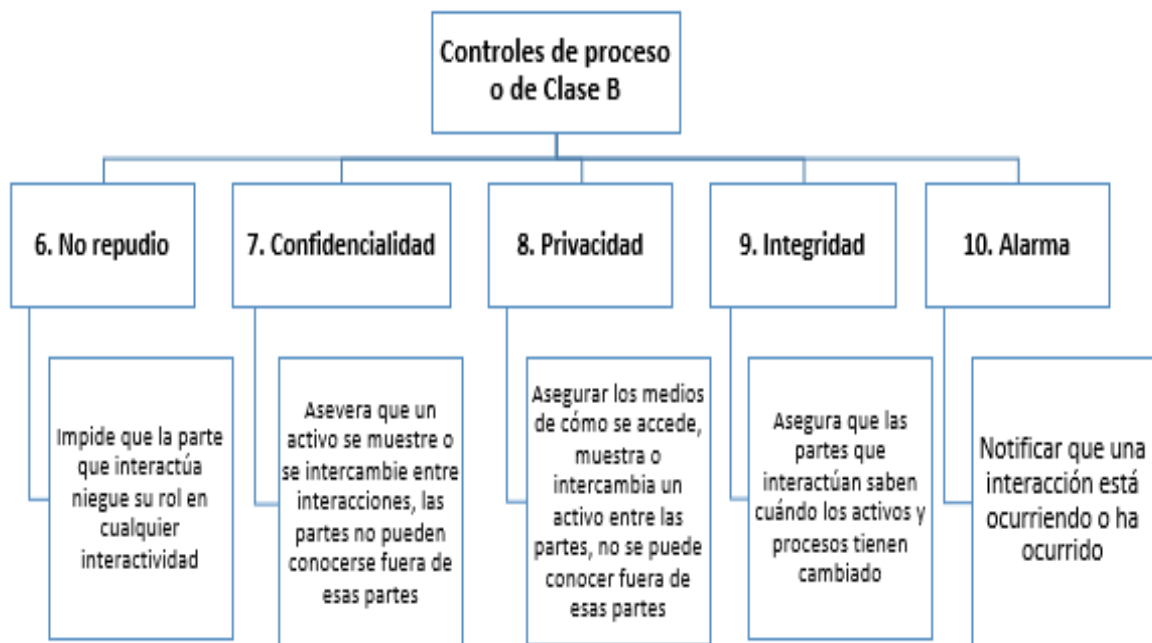 Controles de proceso
o de Clase B
6. No repudio
7. Confidencialidad
8. Privacidad
9. Integridad
10. Alarma
Impide que la parte
que interactúa
niegue su rol en
cualquier
interactividad
Asevera que un
activo se muestre o
se intercambie entre
interacciones, las
partes no pueden
conocerse fuera de
esas partes
Asegurar los medios
de cómo se accede,
muestra o
intercambia un
activo entre las
partes, no se puede
conocer fuera de
esas partes
Asegura que las
partes que
interactúan saben
cuándo los activos y
procesos tienen
cambiado
Notificar que una
interacción está
ocurriendo o ha
ocurrido